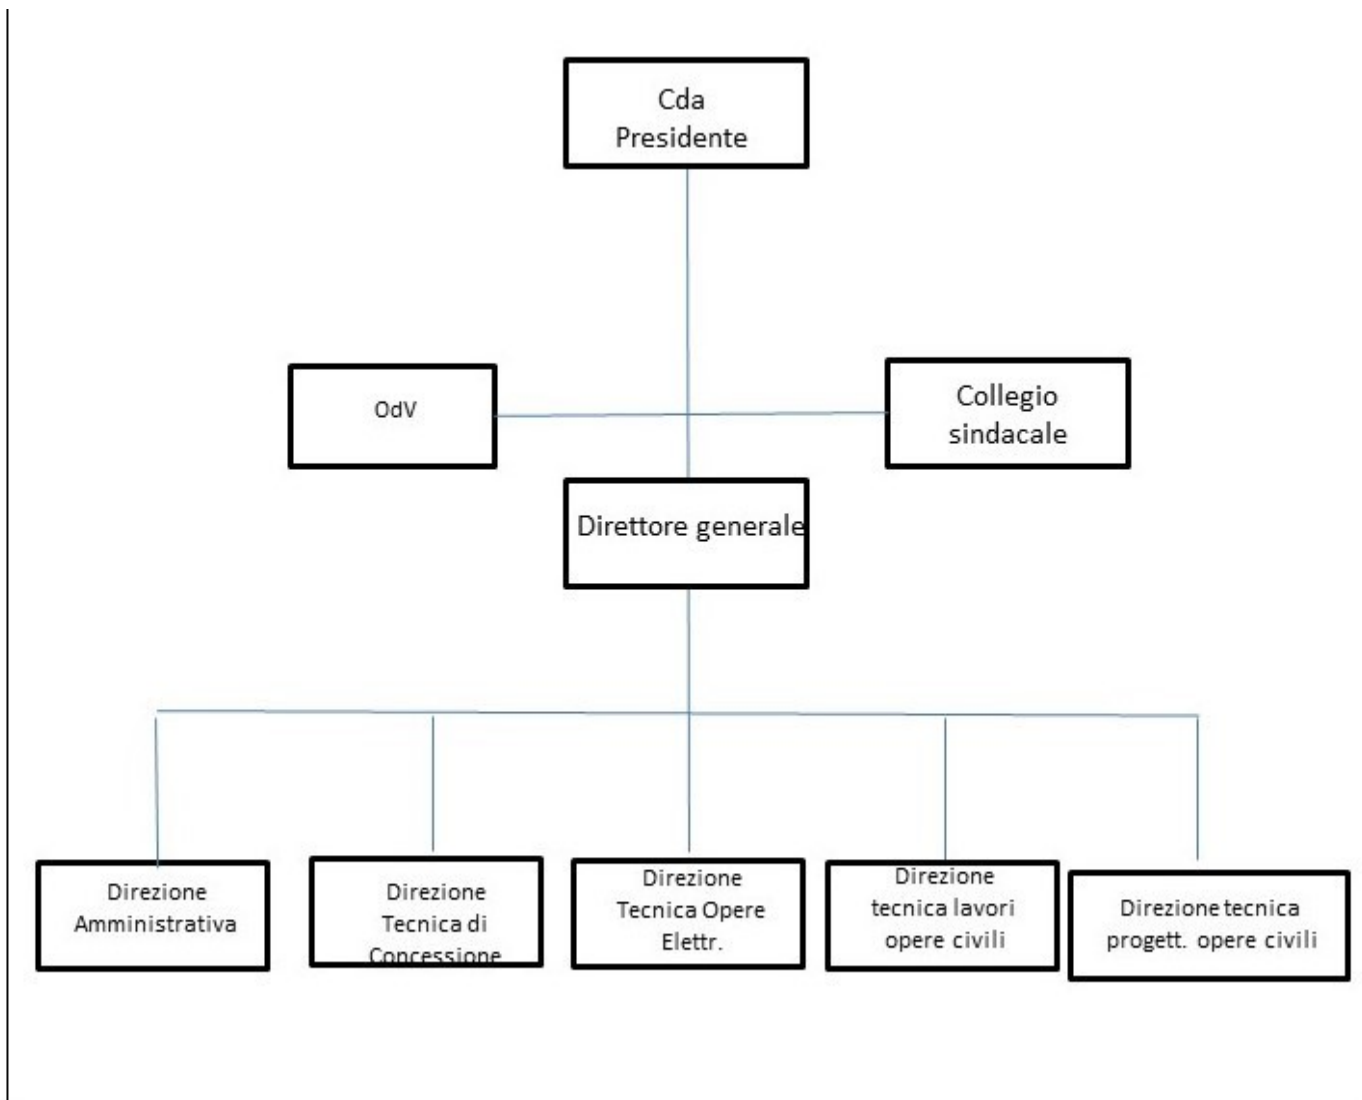 Cda
Presidente
OdV
Collegio
sindacale
Direttore generale
Direzione
Amministrativa
Direzione
Tecnica di
Concessione
Direzione
Tecnica Opere
Elettr.
Direzione
tecnica lavori
opere civili
Direzione tecnica
progett. opere civili